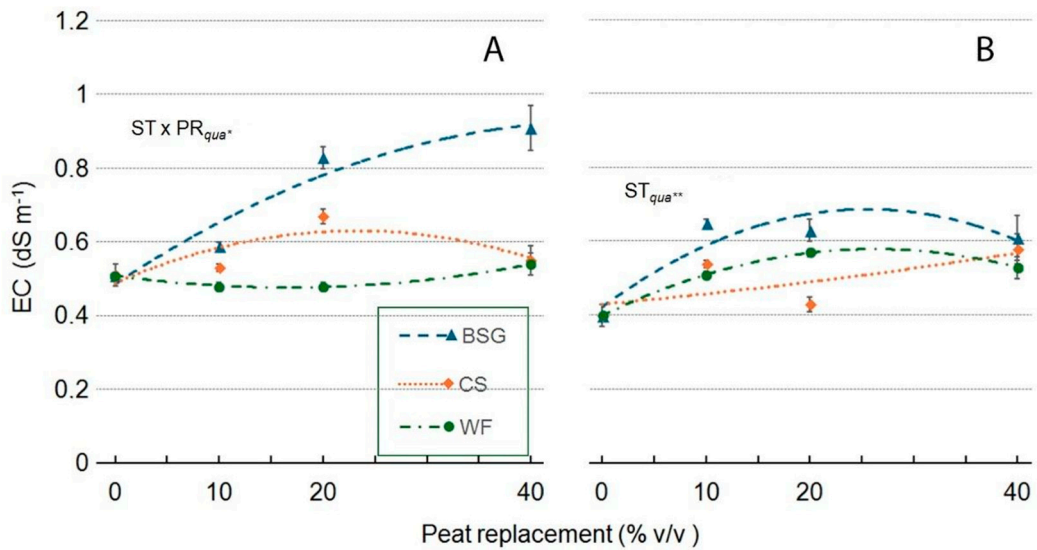 1.2
A
B
1
ST x PRqua*
0.8
STqua**
EC (dS m-1)
0.6
0.4
BSG
CS
0.2
WF
0
0 10 20 40
0 10 20 40
Peat replacement (% v/v )